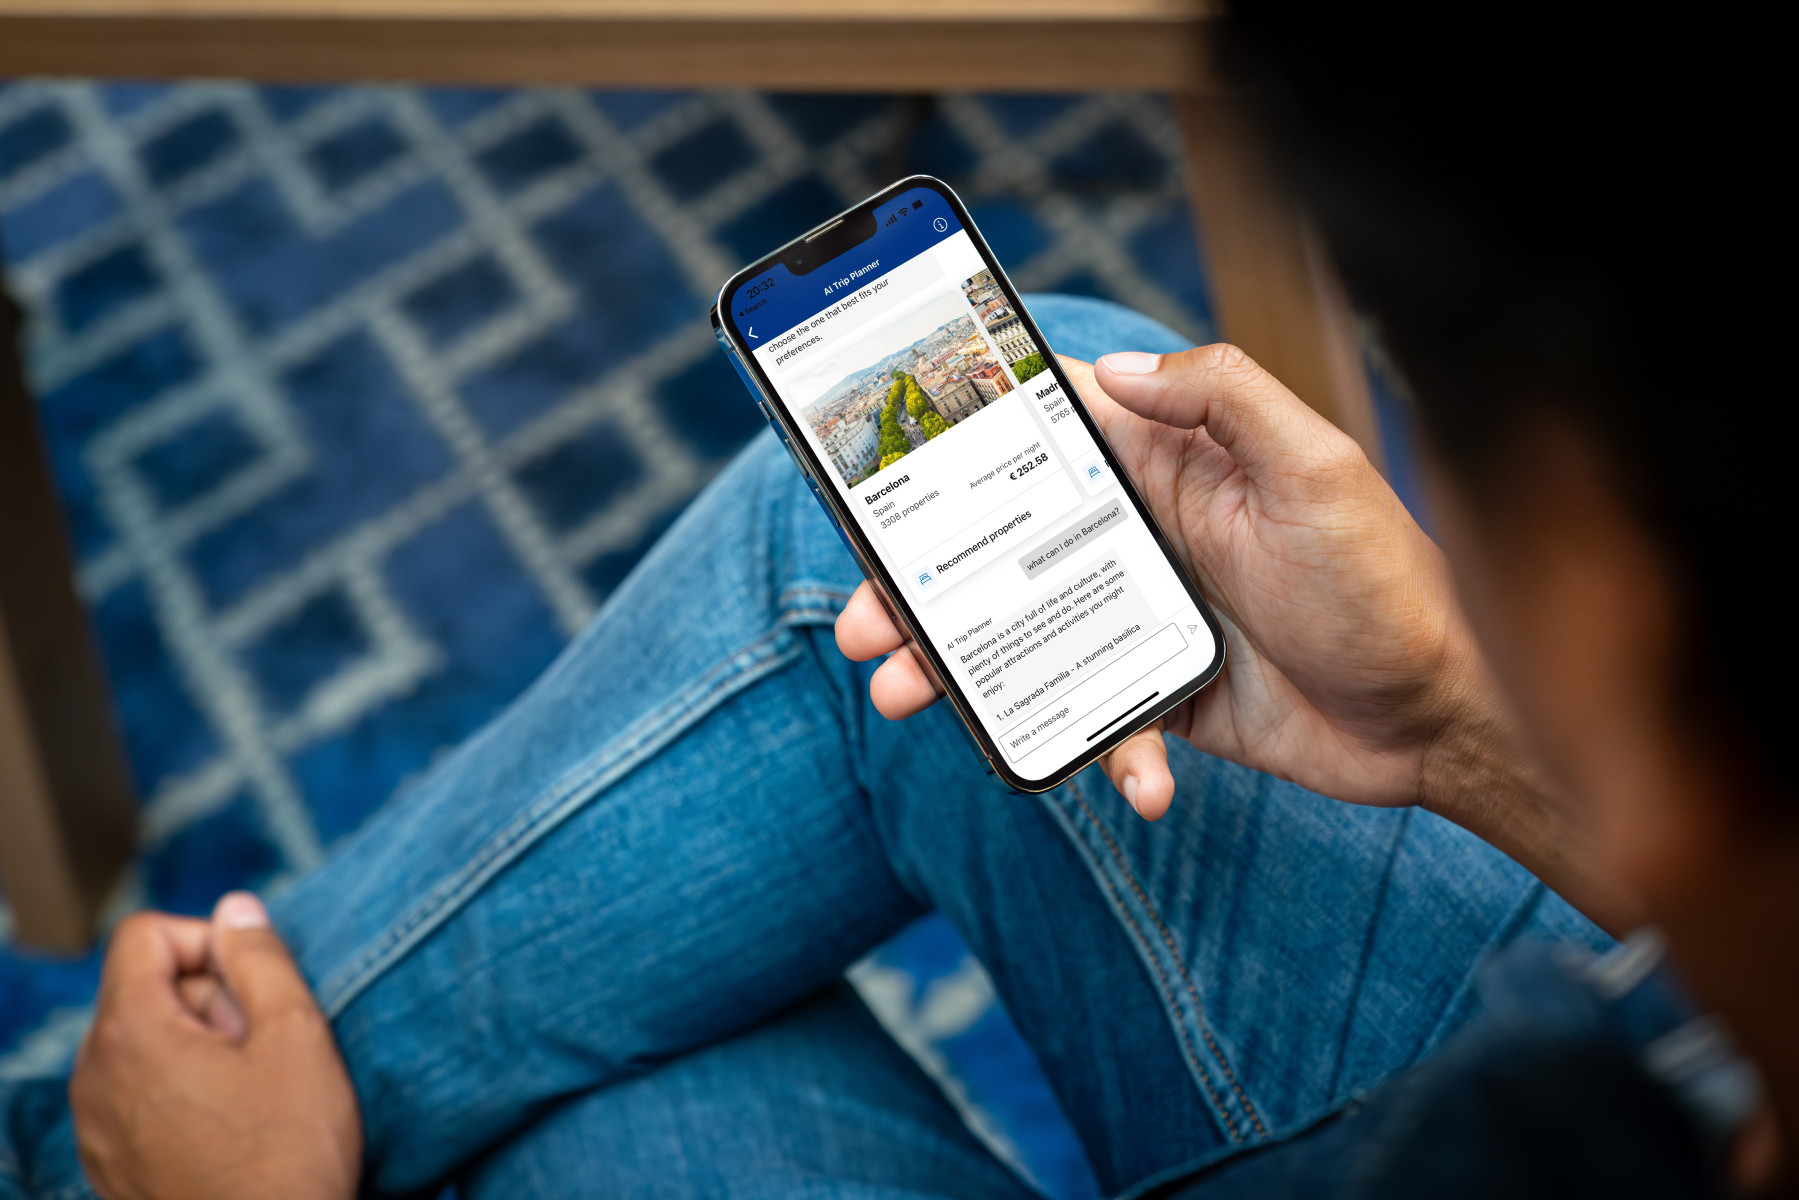 20:32
Search
AI Trip Planner
choose the one that best fits your
preferences.
Barcelona
Spain
3308 properties
Average price per night
€ 252.58
Recommend properties
Madr
Spain
5765 p
what can I do in Barcelona?
AI Trip Planner
Barcelona is a city full of life and culture, with
plenty of things to see and do. Here are some
popular attractions and activities you might
enjoy:
1. La Sagrada Familia - A stunning basilica
Write a message